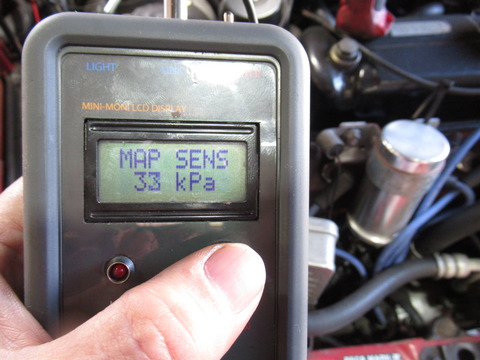 LIGHT
MINI-MONI LCD DISPLAY
MAP SENS
33 kPa